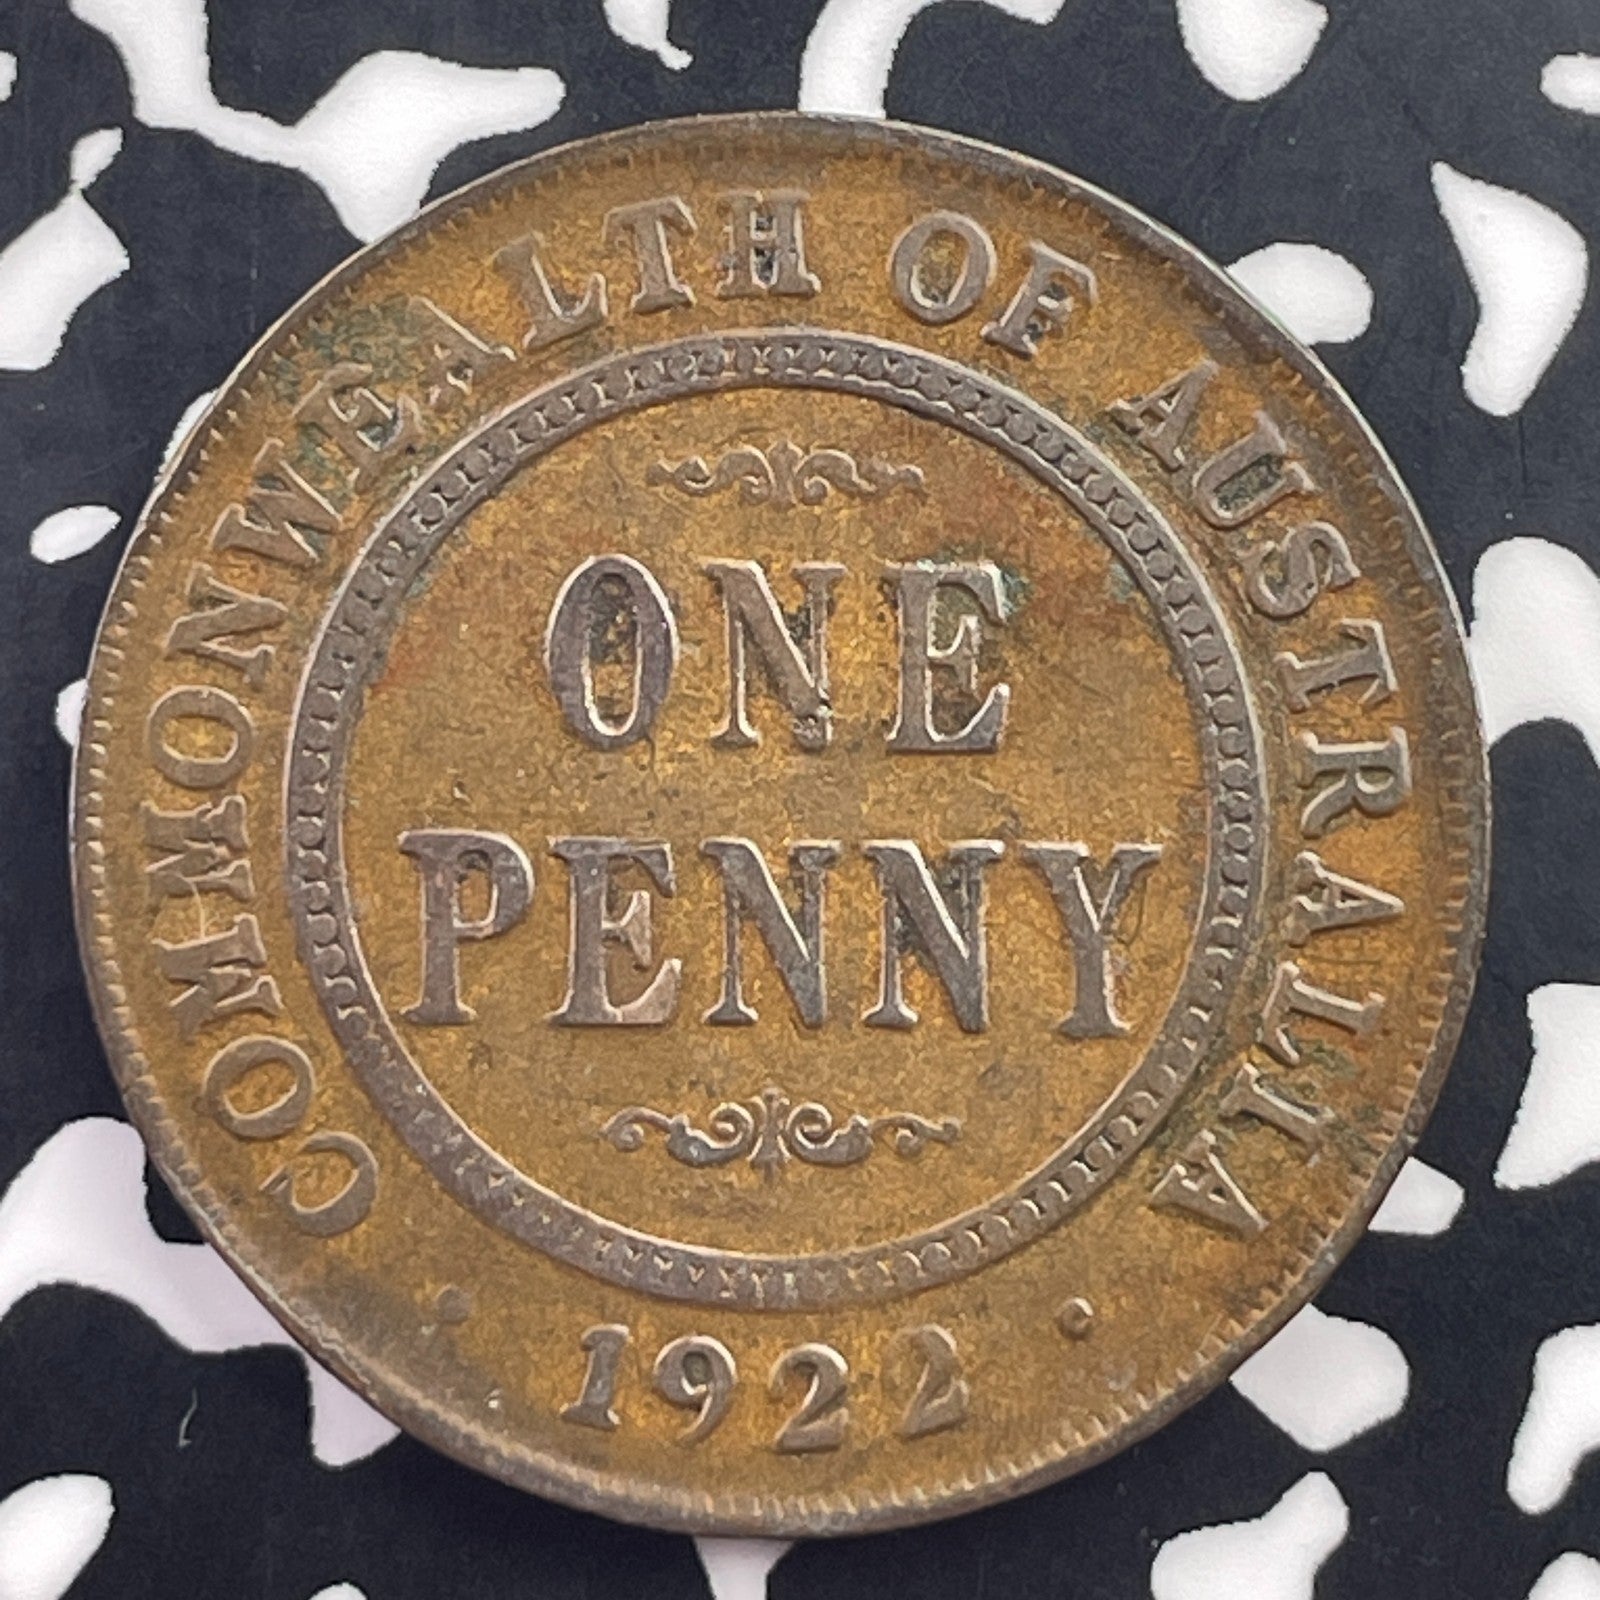 COMMONWEALTH OF AUSTRALIA
ONE
PENNY
1922